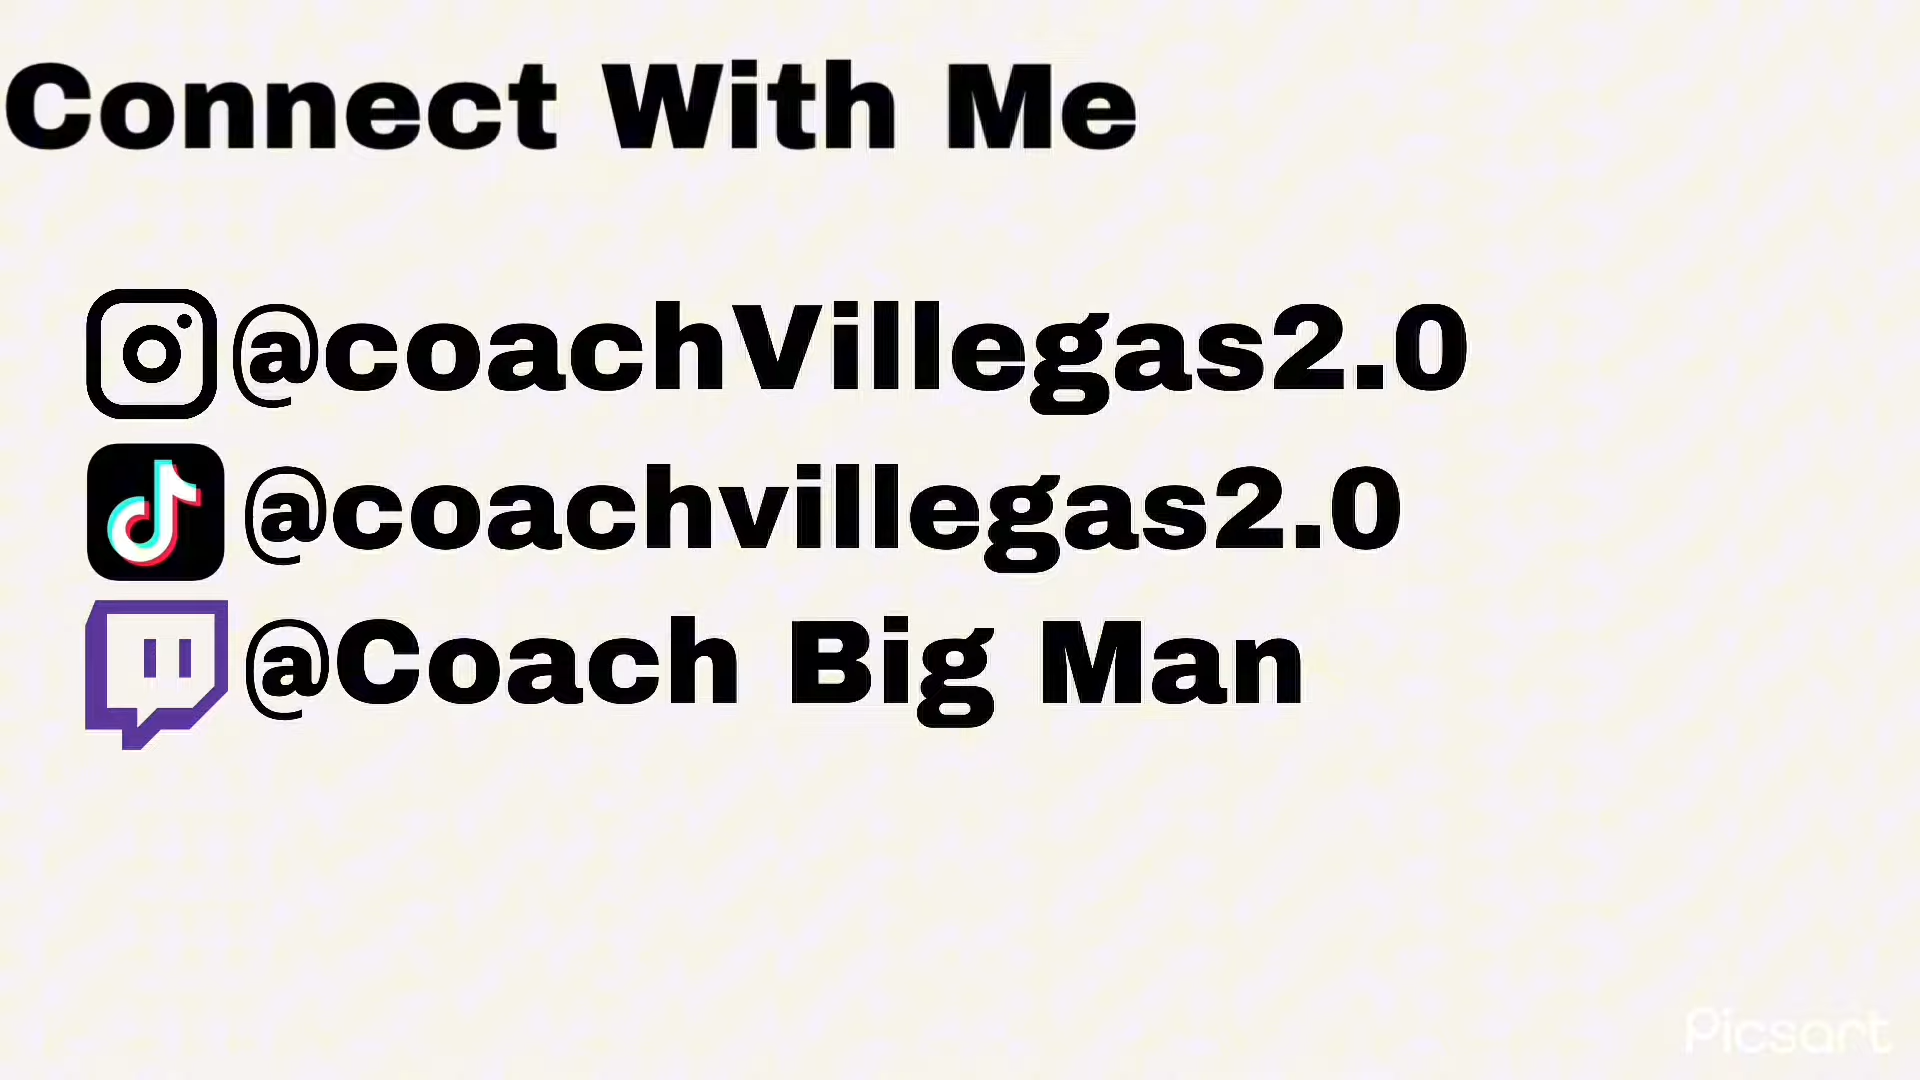 Connect With Me
@coachVillegas2.0
@coachvillegas2.0
@Coach Big Man
Picsart